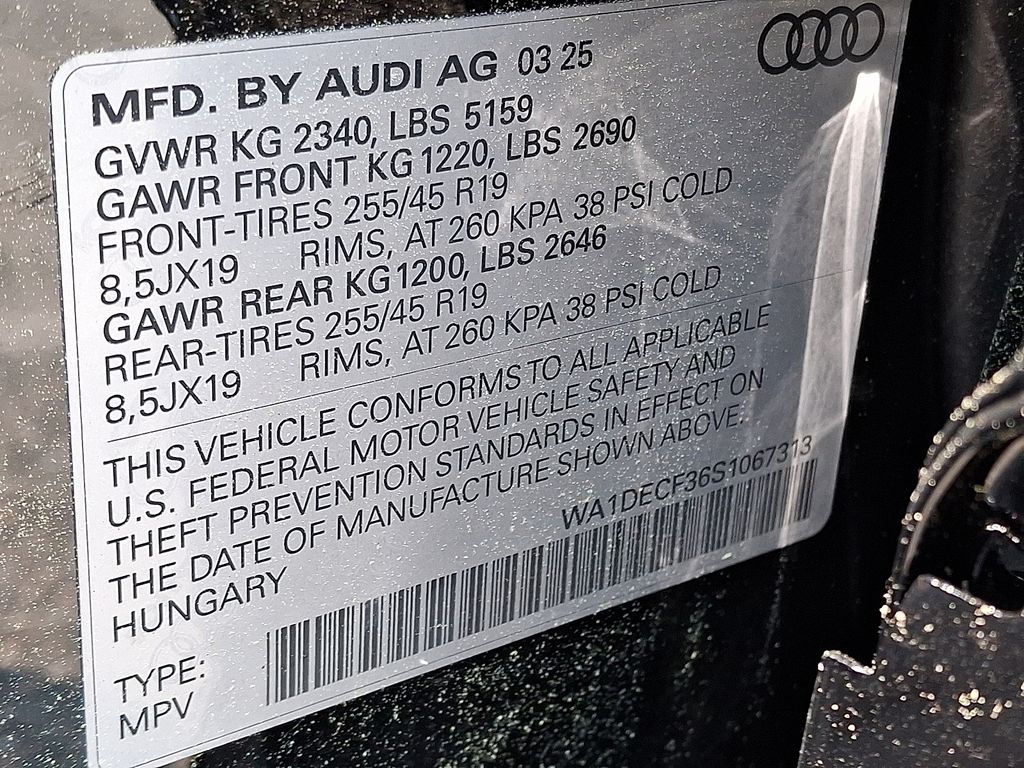 MFD. BY AUDI AG 03 25
GVWR KG 2340, LBS 5159
GAWR FRONT KG 1220, LBS 2690
FRONT-TIRES 255/45 R19
8,5JX19 RIMS, AT 260 KPA 38 PSI COLD
GAWR REAR KG 1200, LBS 2646
REAR-TIRES 255/45 R19
8,5JX19 RIMS, AT 260 KPA 38 PSI COLD
THIS VEHICLE CONFORMS TO ALL APPLICABLE
U.S. FEDERAL MOTOR VEHICLE SAFETY AND
THEFT PREVENTION STANDARDS IN EFFECT ON
THE DATE OF MANUFACTURE SHOWN ABOVE.
HUNGARY
WA1DECF36S1067313
TYPE:
MPV